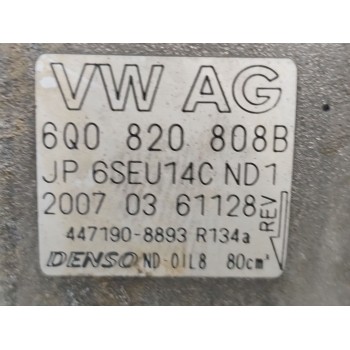 VW AG
6Q0 820 808B
JP 6SEU14C ND1
2007 03 61128
REV
447190-8893 R134a
DENSO ND-OIL8 80cm³